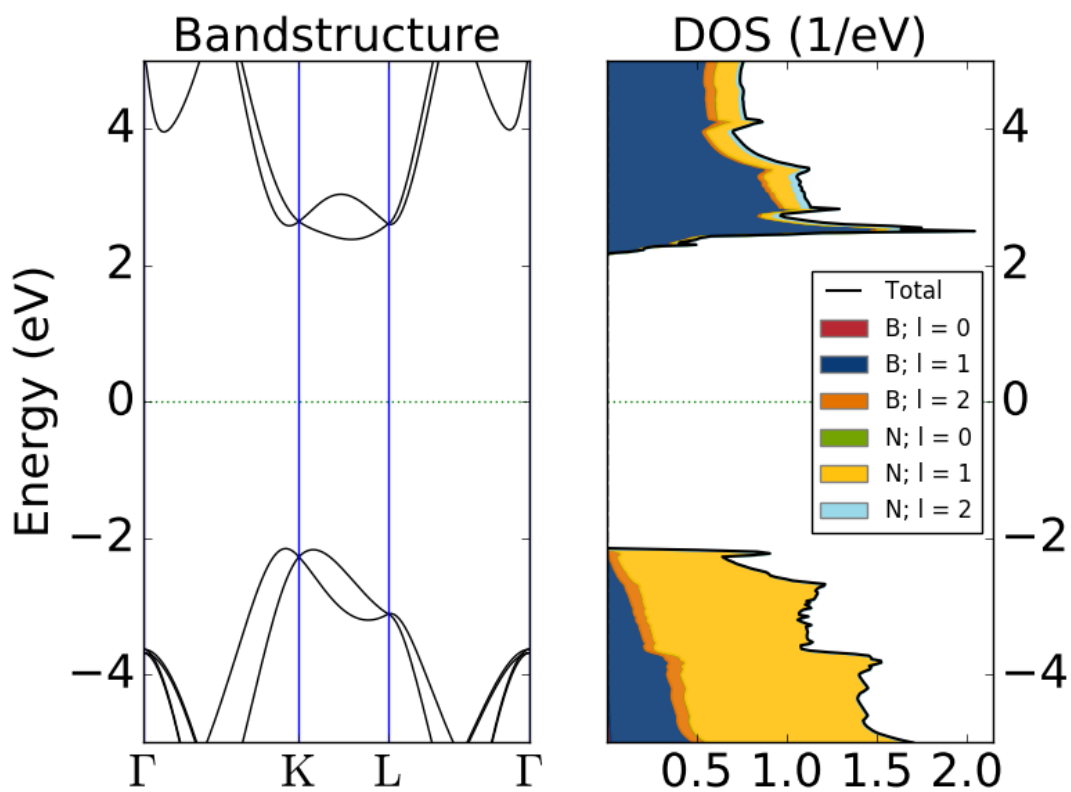 Bandstructure
DOS (1/eV)
Energy (eV)
4
2
0
−2
−4
Γ
K
L
Γ
4
2
0
−2
−4
0.5
1.0
1.5
2.0
Total
B; l = 0
B; l = 1
B; l = 2
N; l = 0
N; l = 1
N; l = 2